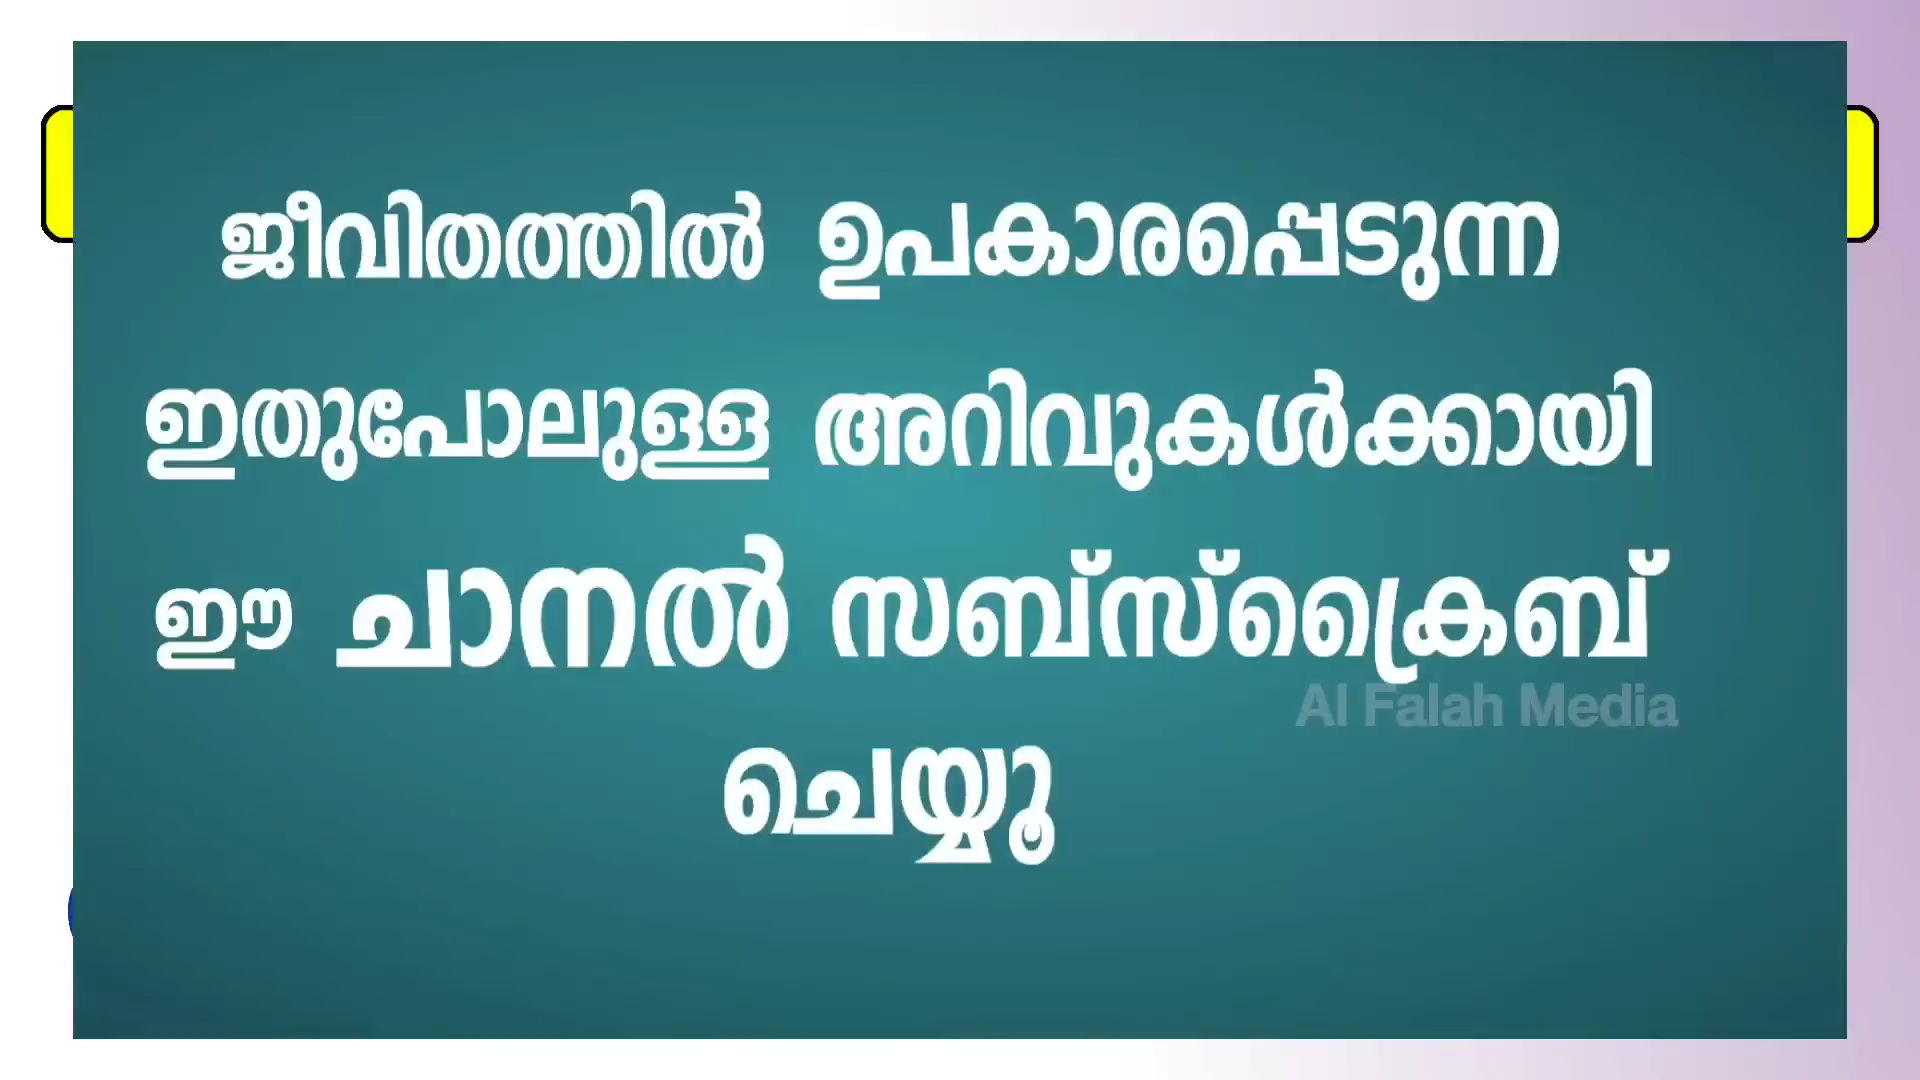 ജീവിതത്തിൽ ഉപകാരപ്പെടുന്ന
ഇതുപോലുള്ള അറിവുകൾക്കായി
ഈ ചാനൽ സബ്സ്ക്രൈബ്
Al Falah Media
ചെയ്യൂ